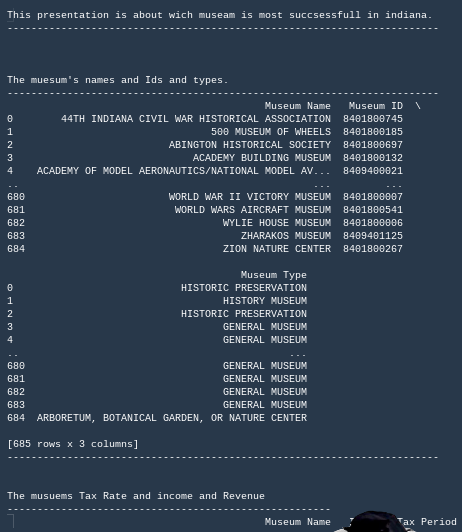 This presentation is about wich museam is most succsessfull in indiana.
------------------------------------------------------------------------
The muesum's names and Ids and types.
------------------------------------------------------------------------
Museum Name   Museum ID  \
0        44TH INDIANA CIVIL WAR HISTORICAL ASSOCIATION  8401800745
1                                 500 MUSEUM OF WHEELS  8401800185
2                          ABINGTON HISTORICAL SOCIETY  8401800697
3                              ACADEMY BUILDING MUSEUM  8401800132
4    ACADEMY OF MODEL AERONAUTICS/NATIONAL MODEL AV...  8409400021
..                                                 ...         ...
680                        WORLD WAR II VICTORY MUSEUM  8401800007
681                         WORLD WARS AIRCRAFT MUSEUM  8401800541
682                                 WYLIE HOUSE MUSEUM  8401800006
683                                    ZHARAKOS MUSEUM  8409401125
684                                 ZION NATURE CENTER  8401800267
Museum Type
0                            HISTORIC PRESERVATION
1                                   HISTORY MUSEUM
2                            HISTORIC PRESERVATION
3                                   GENERAL MUSEUM
4                                   GENERAL MUSEUM
..                                             ...
680                                 GENERAL MUSEUM
681                                 GENERAL MUSEUM
682                                 GENERAL MUSEUM
683                                 GENERAL MUSEUM
684  ARBORETUM, BOTANICAL GARDEN, OR NATURE CENTER
[685 rows x 3 columns]
------------------------------------------------------------------------
The musuems Tax Rate and income and Revenue
------------------------------------------------------
Museum Name Tax Period